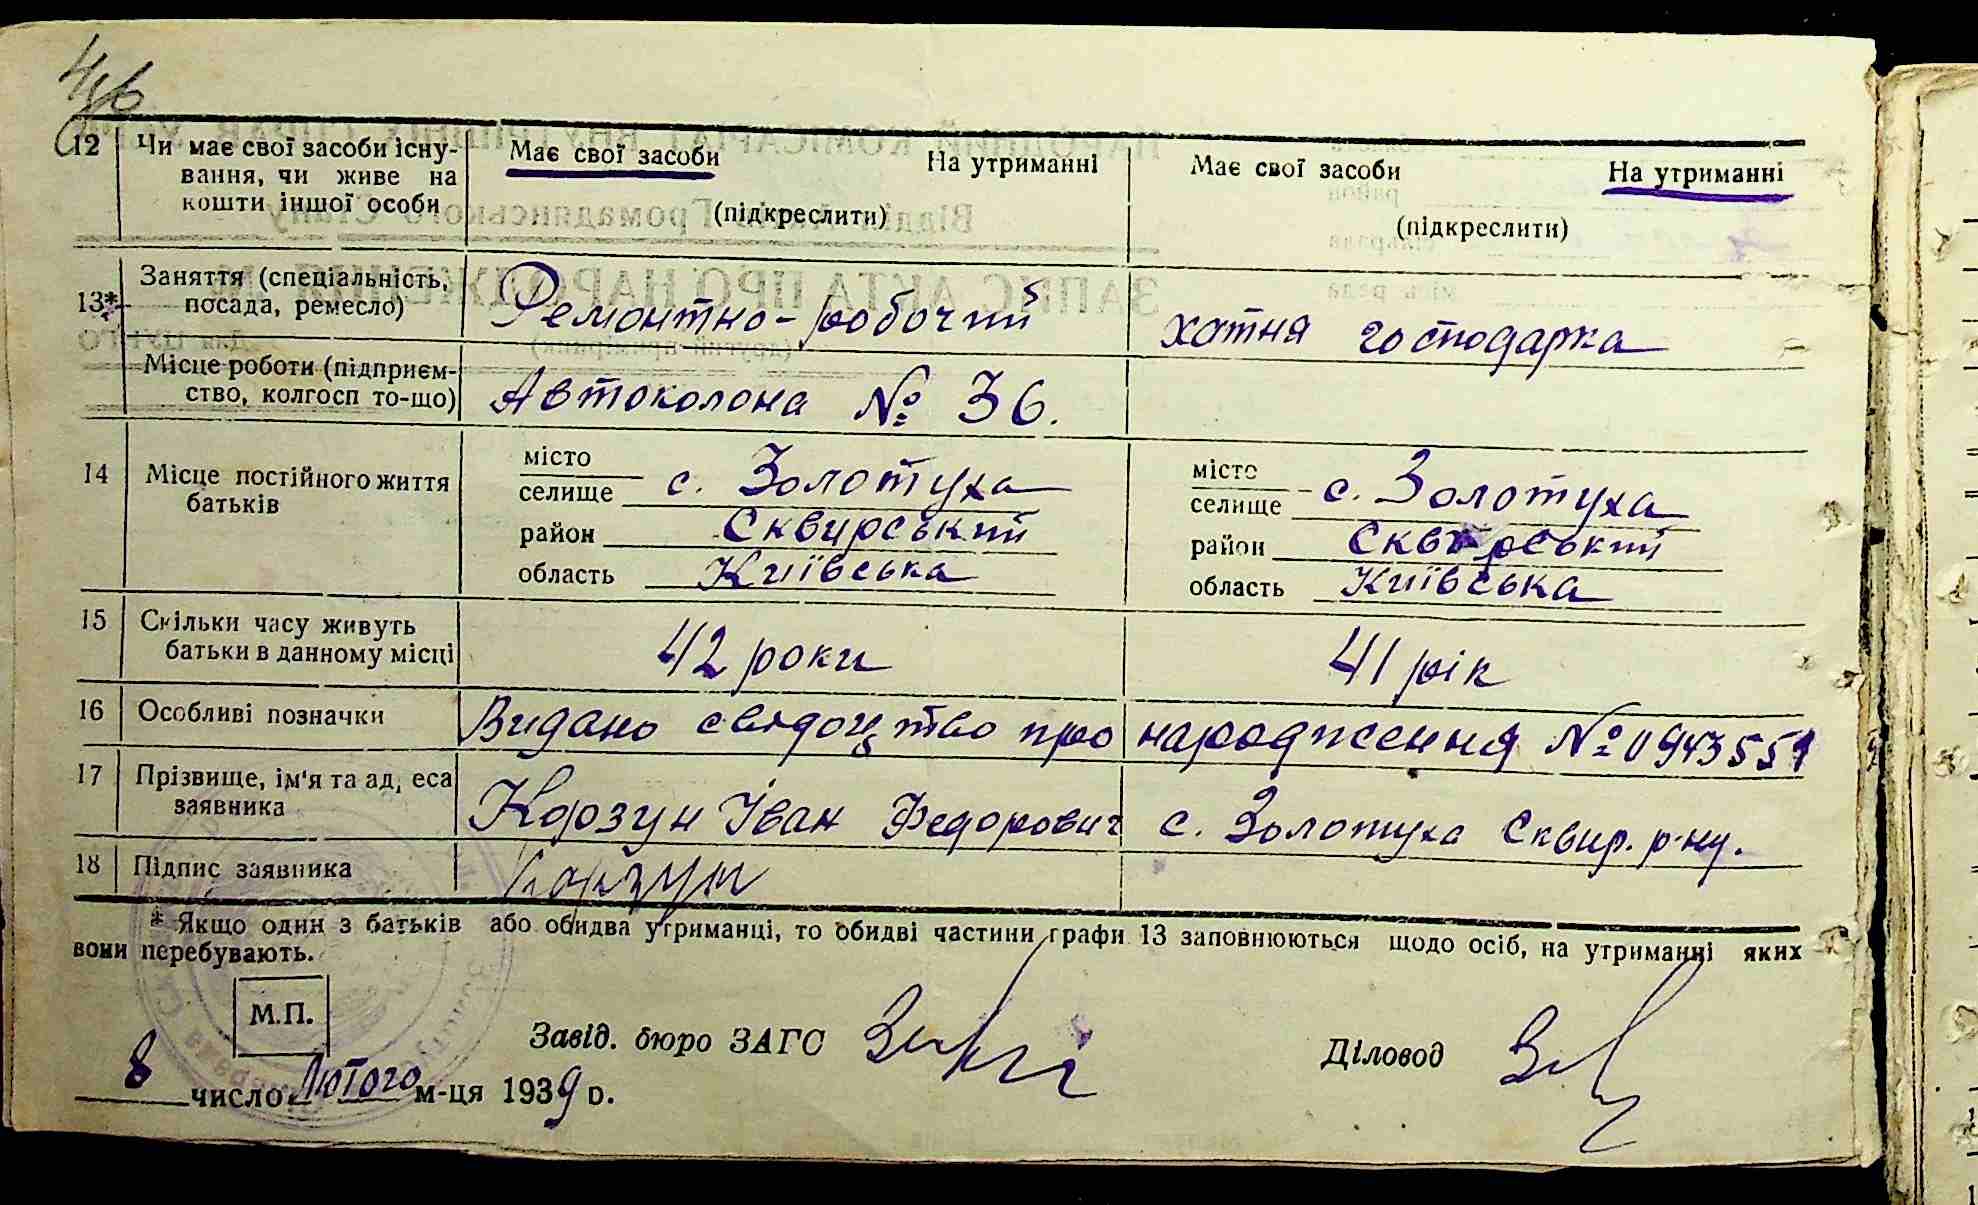 12 Чи має свої засоби існу- Має свої засоби На утриманні Має свої засоби На утриманні
вання, чи живе на
кошти іншої особи (підкреслити) (підкреслити)
13* Заняття (спеціальність, посада, ремесло) Ремонтно-робочий хатня господарка
Місце роботи (підприєм-
ство, колгосп то-що) Автоколона № 36.
14 Місце постійного життя батьків
місто селище с. Золотуха місто селище с. Золотуха
район Сквирський район Сквирський
область Київська область Київська
15 Скільки часу живуть
батьки в данному місці 42 роки 41 рік
16 Особливі позначки Видано свідоцтво про народження № 0943551
17 Прізвище, ім'я та адреса
заявника Корзун Іван Федорович с. Золотуха Сквир. р-ну.
18 Підпис заявника Корзун
* Якщо один з батьків або обидва утриманці, то обидві частини графи 13 заповнюються щодо осіб, на утриманні яких
вони перебувають.
М.П.
Завід. бюро ЗАГС Діловод
8 число Лютого м-ця 1939 р.